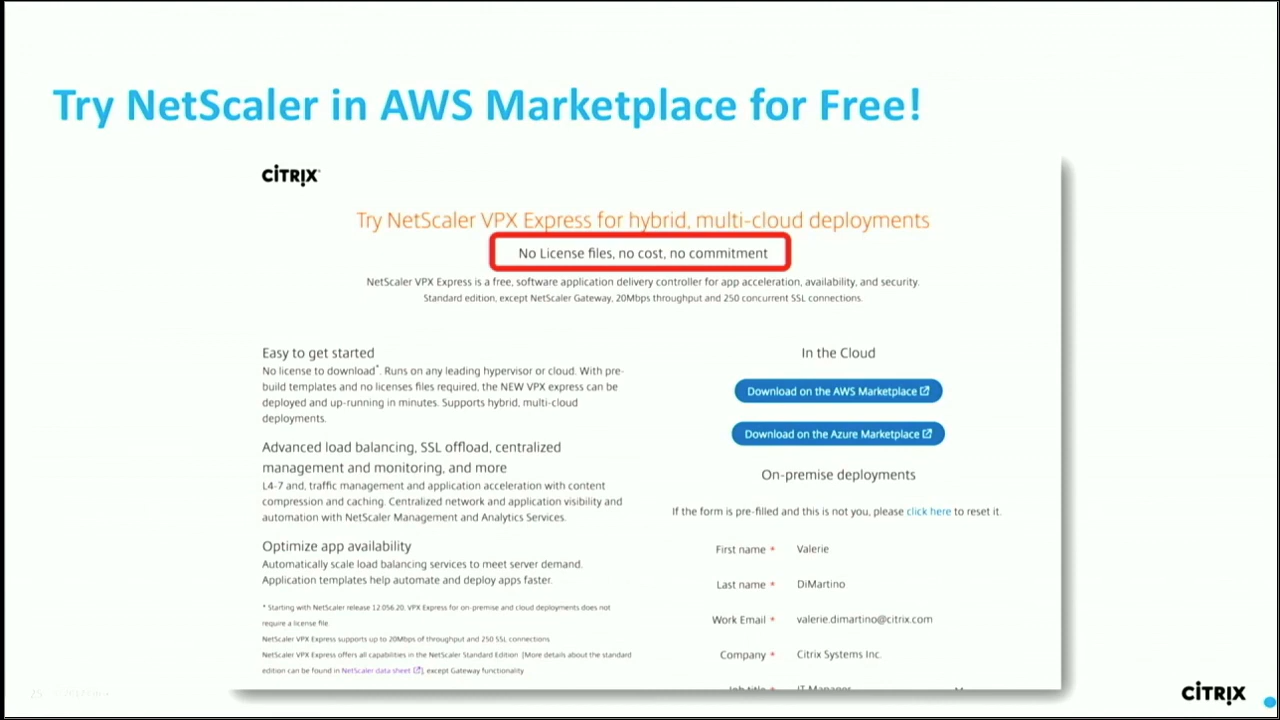 Try NetScaler in AWS Marketplace for Free!
CİTRIX
Try NetScaler VPX Express for hybrid, multi-cloud deployments
No License files, no cost, no commitment
NetScaler VPX Express is a free, software application delivery controller for app acceleration, availability, and security.
Standard edition, except NetScaler Gateway, 20Mbps throughput and 250 concurrent SSL connections.
Easy to get started
No license to download*. Runs on any leading hypervisor or cloud. With pre-
build templates and no licenses files required, the NEW VPX express can be
deployed and up-running in minutes. Supports hybrid, multi-cloud
deployments.
Advanced load balancing, SSL offload, centralized
management and monitoring, and more
L4-7 and, traffic management and application acceleration with content
compression and caching. Centralized network and application visibility and
automation with NetScaler Management and Analytics Services.
Optimize app availability
Automatically scale load balancing services to meet server demand.
Application templates help automate and deploy apps faster.
* Starting with NetScaler release 12.056.20. VPX Express for on-premise and cloud deployments does not
require a license file.
NetScaler VPX Express supports up to 20Mbps of throughput and 250 SSL connections
NetScaler VPX Express offers all capabilities in the NetScaler Standard Edition [More details about the standard
edition can be found in NetScaler data sheet], except Gateway functionality
In the Cloud
Download on the AWS Marketplace
Download on the Azure Marketplace
On-premise deployments
If the form is pre-filled and this is not you, please click here to reset it.
First name * Valerie
Last name * DiMartino
Work Email * valerie.dimartino@citrix.com
Company * Citrix Systems Inc.
Job title * IT Manager
25
CİTRIX